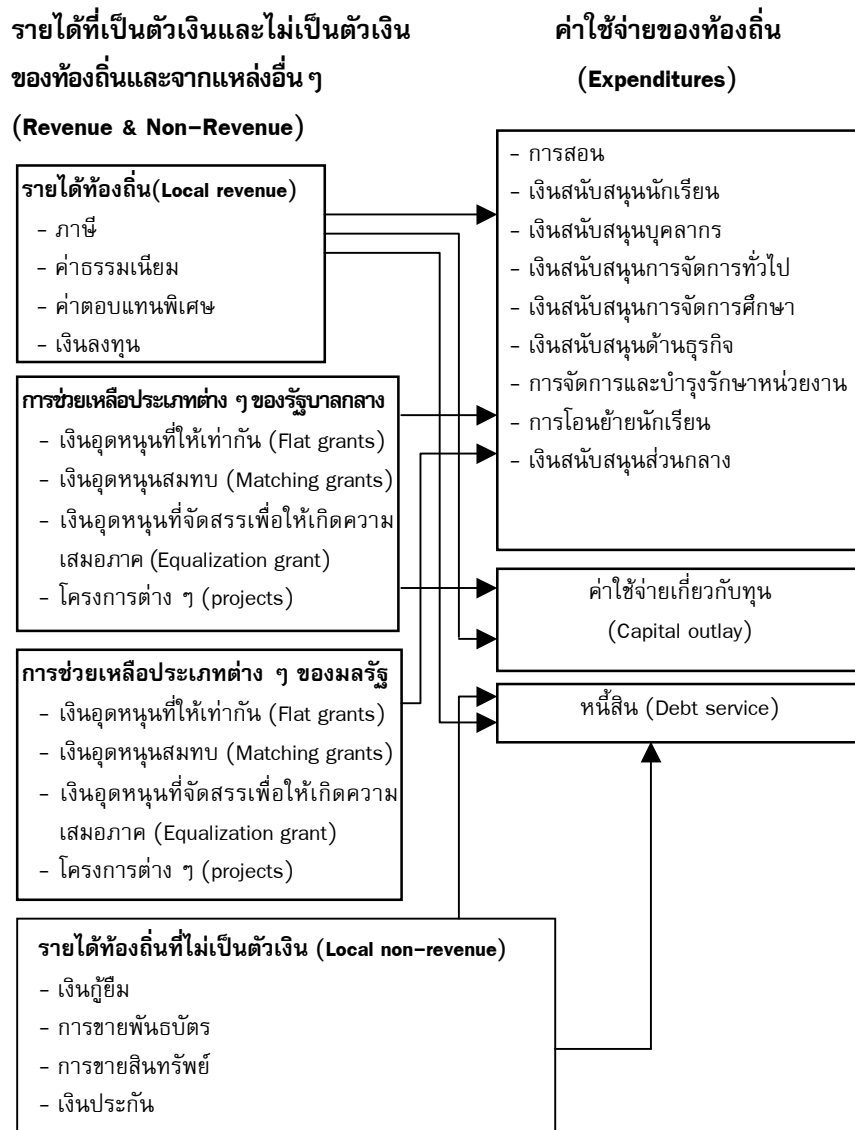 รายได้ที่เป็นตัวเงินและไม่เป็นตัวเงิน
ของท้องถิ่นและจากแหล่งอื่น ๆ
(Revenue & Non-Revenue)
รายได้ท้องถิ่น(Local revenue)
- ภาษี
- ค่าธรรมเนียม
- ค่าตอบแทนพิเศษ
- เงินลงทุน
การช่วยเหลือประเภทต่าง ๆ ของรัฐบาลกลาง
- เงินอุดหนุนที่ให้เท่ากัน (Flat grants)
- เงินอุดหนุนสมทบ (Matching grants)
- เงินอุดหนุนที่จัดสรรเพื่อให้เกิดความ
เสมอภาค (Equalization grant)
- โครงการต่าง ๆ (projects)
การช่วยเหลือประเภทต่าง ๆ ของมลรัฐ
- เงินอุดหนุนที่ให้เท่ากัน (Flat grants)
- เงินอุดหนุนสมทบ (Matching grants)
- เงินอุดหนุนที่จัดสรรเพื่อให้เกิดความ
เสมอภาค (Equalization grant)
- โครงการต่าง ๆ (projects)
รายได้ท้องถิ่นที่ไม่เป็นตัวเงิน (Local non-revenue)
- เงินกู้ยืม
- การขายพันธบัตร
- การขายสินทรัพย์
- เงินประกัน
ค่าใช้จ่ายของท้องถิ่น
(Expenditures)
- การสอน
- เงินสนับสนุนนักเรียน
- เงินสนับสนุนบุคลากร
- เงินสนับสนุนการจัดการทั่วไป
- เงินสนับสนุนการจัดการศึกษา
- เงินสนับสนุนด้านธุรกิจ
- การจัดการและบำรุงรักษาหน่วยงาน
- การโอนย้ายนักเรียน
- เงินสนับสนุนส่วนกลาง
ค่าใช้จ่ายเกี่ยวกับทุน
(Capital outlay)
หนี้สิน (Debt service)